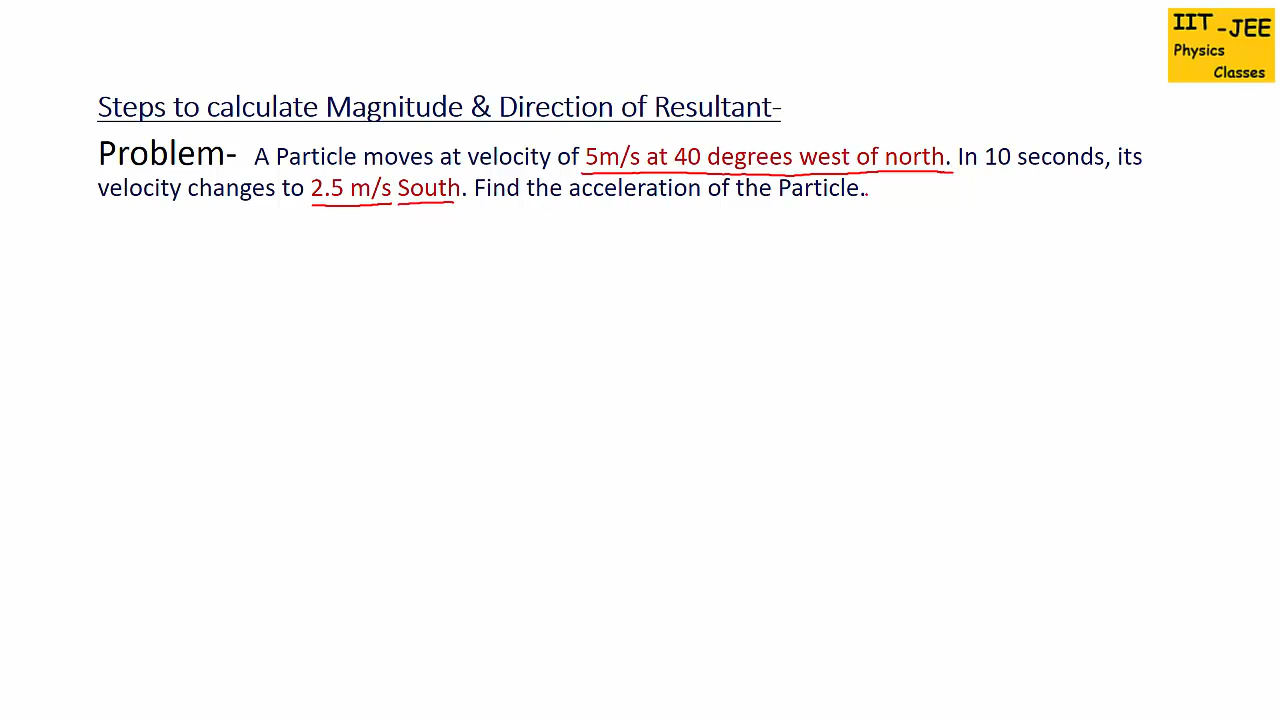 IIT -JEE
Physics
Classes
Steps to calculate Magnitude & Direction of Resultant-
Problem- A Particle moves at velocity of 5m/s at 40 degrees west of north. In 10 seconds, its
velocity changes to 2.5 m/s South. Find the acceleration of the Particle..